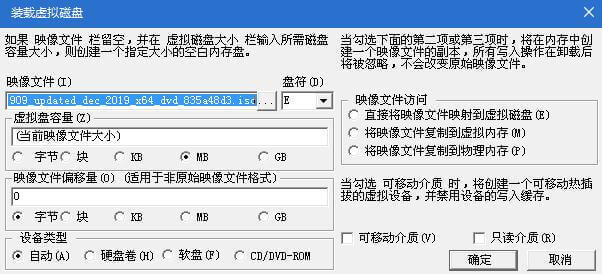 装载虚拟磁盘
如果 映像文件 栏留空，并在 虚拟磁盘大小 栏输入所需磁盘
容量大小，则创建一个指定大小的空白内存盘。
映像文件(I)
盘符(D)
909_updated_dec_2019_x64_dvd_835a48d3.iso
...
E
虚拟盘容量(Z)
(当前映像文件大小)
字节 块 KB MB GB
映像文件偏移量(O) (适用于非原始映像文件格式)
0
字节 块 KB MB GB
设备类型
自动(A) 硬盘卷(H) 软盘(F) CD/DVD-ROM
当勾选下面的第二项或第三项时，将在内存中创
建一个映像文件的副本，所有写入操作在卸载后
将被忽略，不会改变原始映像文件。
映像文件访问
直接将映像文件映射到虚拟磁盘(E)
将映像文件复制到虚拟内存(M)
将映像文件复制到物理内存(P)
当勾选 可移动介质 时，将创建一个可移动热插
拔的虚拟设备，并禁用设备的写入缓存。
可移动介质(V) 只读介质(R)
确定 取消